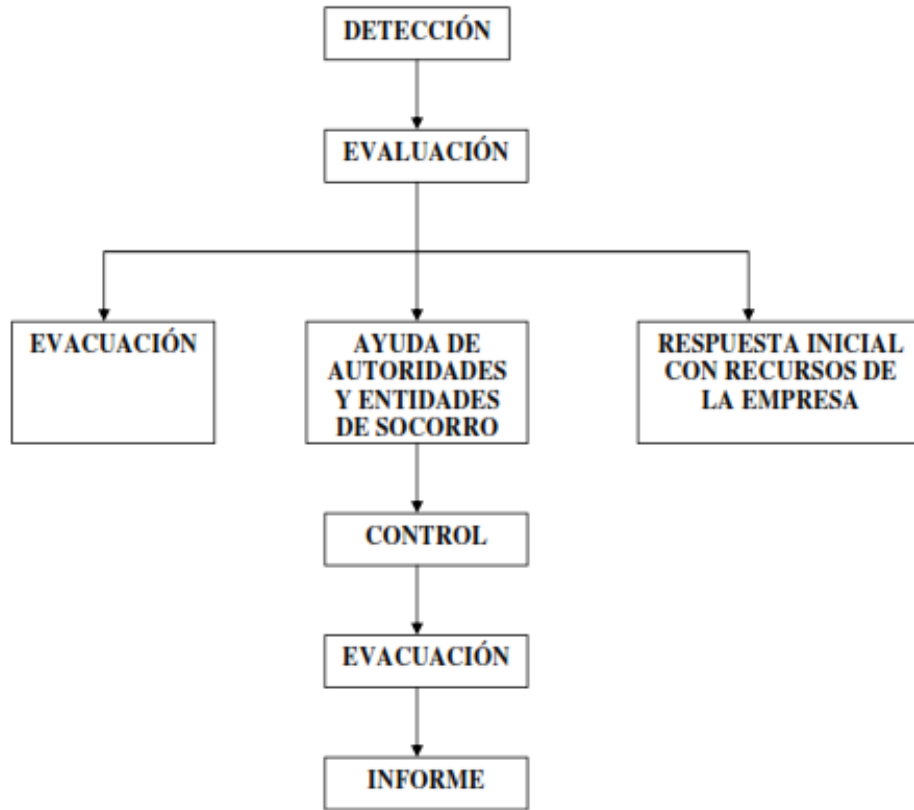 DETECCIÓN
EVALUACIÓN
EVACUACIÓN
AYUDA DE
AUTORIDADES
Y ENTIDADES
DE SOCORRO
RESPUESTA INICIAL
CON RECURSOS DE
LA EMPRESA
CONTROL
EVACUACIÓN
INFORME